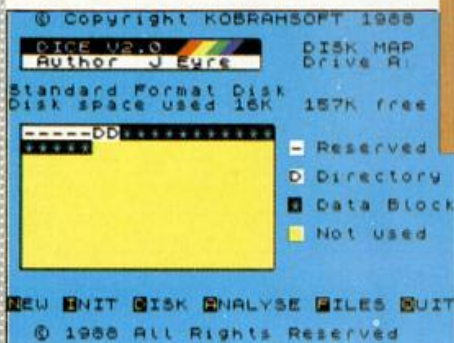 © Copyright KOBRAHSOFT 1988
DICE V2.0
Author J Eyre
DISK MAP
Drive A:
Standard Format Disk
Disk space used 16K 157K free
-----DD***********
*****
- Reserved
D Directory
* Data Block
Not used
NEW INIT DISK ANALYSE FILES QUIT
© 1988 All Rights Reserved